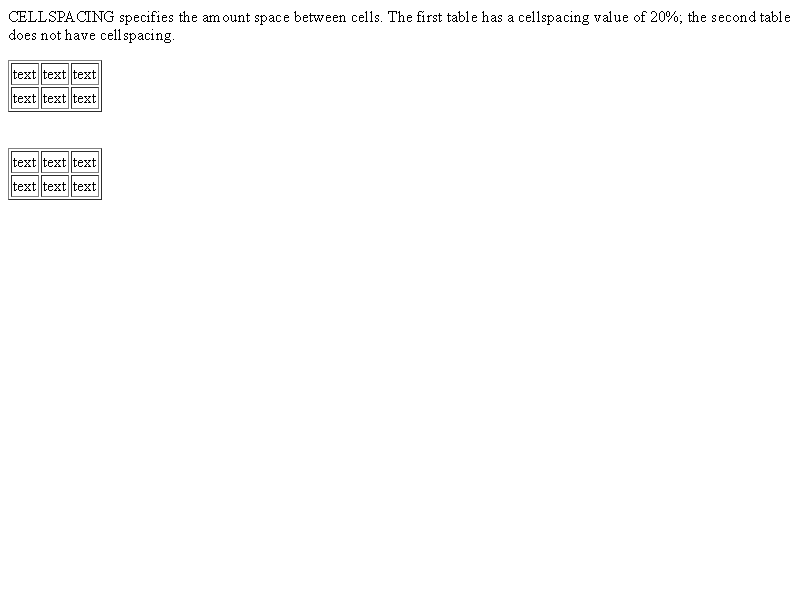 CELLSPACING specifies the amount space between cells. The first table has a cellspacing value of 20%; the second table
does not have cellspacing.
text text text
text text text
text text text
text text text